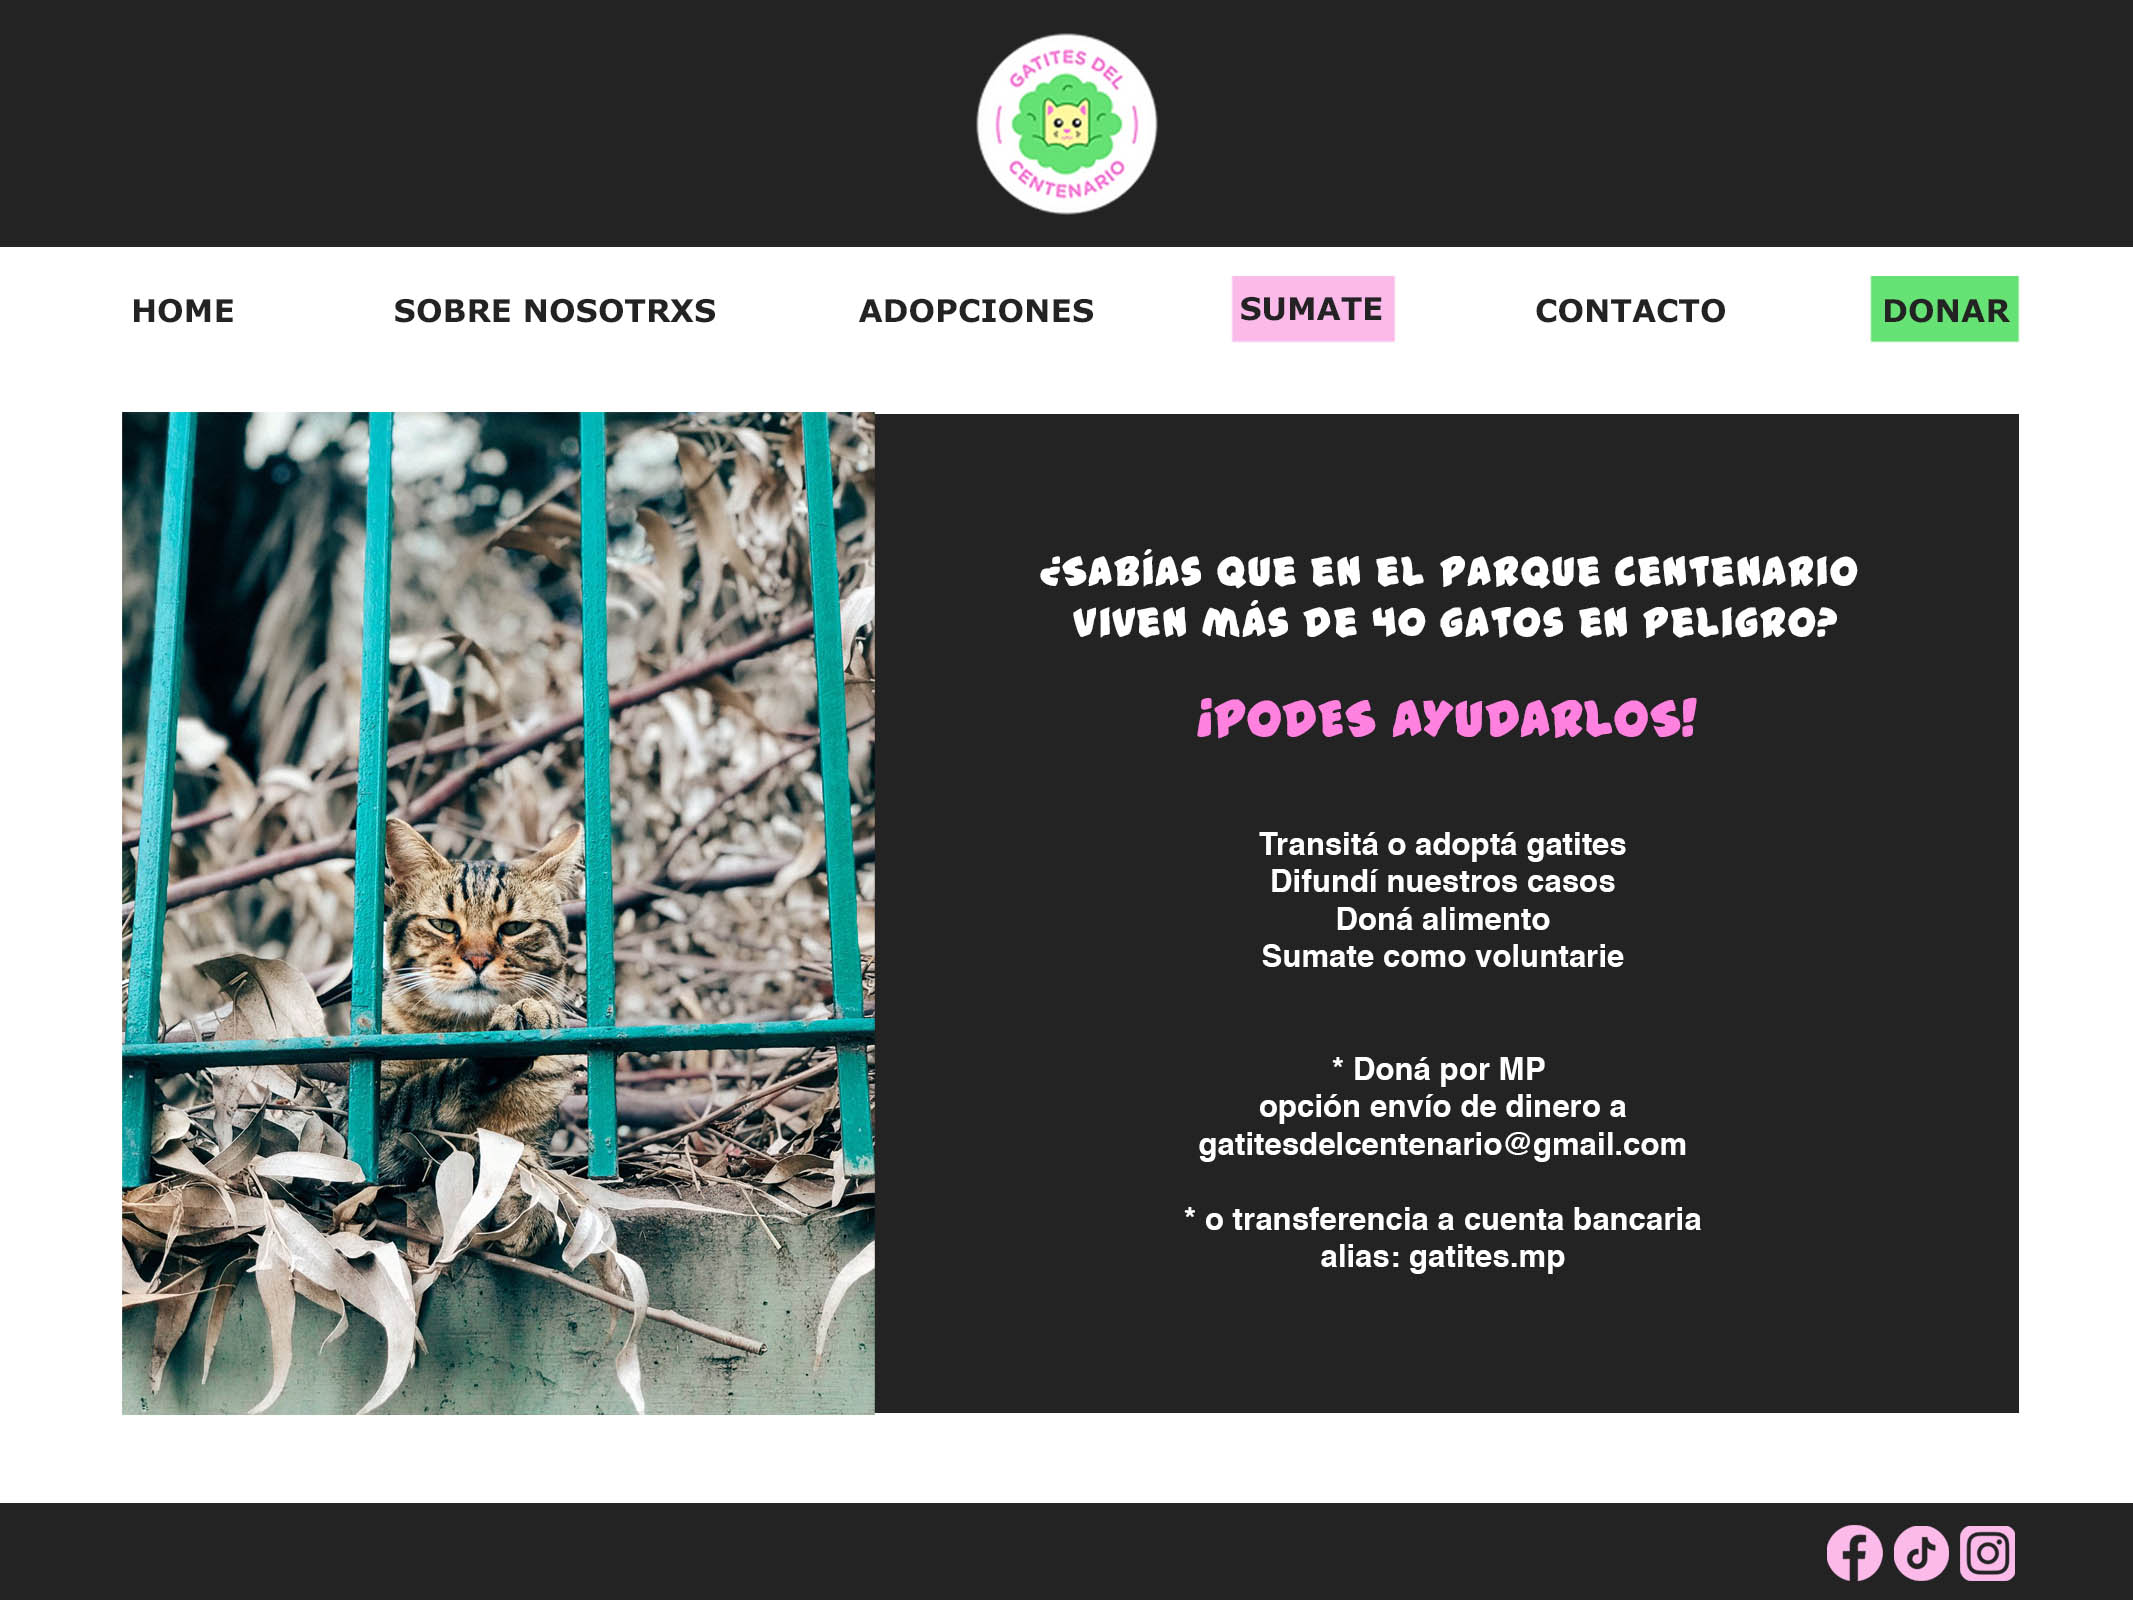 GATITES DEL
CENTENARIO
HOME
SOBRE NOSOTRXS
ADOPCIONES
SUMATE
CONTACTO
DONAR
¿SABÍAS QUE EN EL PARQUE CENTENARIO
VIVEN MÁS DE 40 GATOS EN PELIGRO?
¡PODES AYUDARLOS!
Transitá o adoptá gatites
Difundí nuestros casos
Doná alimento
Sumate como voluntarie
* Doná por MP
opción envío de dinero a
gatitesdelcentenario@gmail.com
* o transferencia a cuenta bancaria
alias: gatites.mp